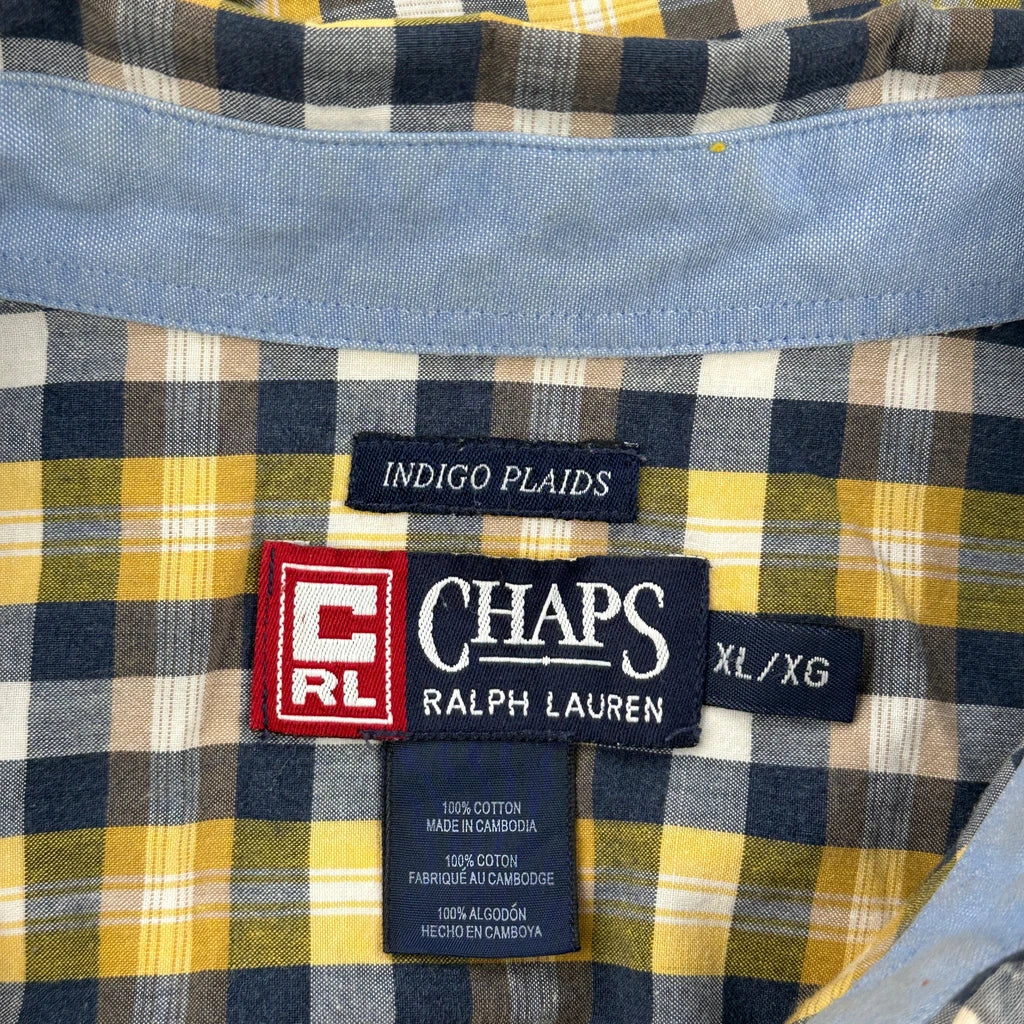 INDIGO PLAIDS
C
RL
CHAPS
RALPH LAUREN
XL/XG
100% COTTON
MADE IN CAMBODIA
100% COTON
FABRIQUÉ AU CAMBODGE
100% ALGODÓN
HECHO EN CAMBOYA